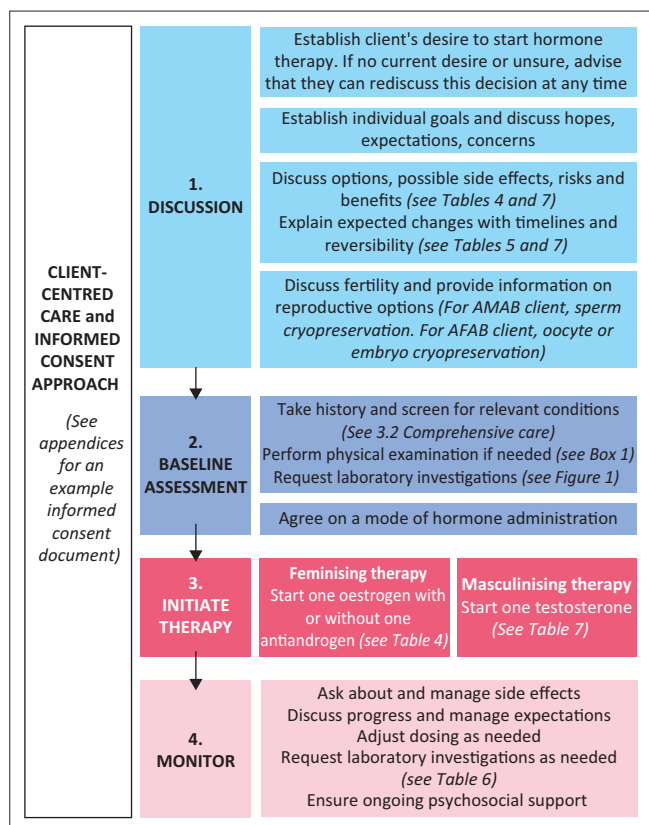 CLIENT-
CENTRED
CARE and
INFORMED
CONSENT
APPROACH
(See
appendices
for an
example
informed
consent
document)
1.
DISCUSSION
Establish client's desire to start hormone
therapy. If no current desire or unsure, advise
that they can rediscuss this decision at any time
Establish individual goals and discuss hopes,
expectations, concerns
Discuss options, possible side effects, risks and
benefits (see Tables 4 and 7)
Explain expected changes with timelines and
reversibility (see Tables 5 and 7)
Discuss fertility and provide information on
reproductive options (For AMAB client, sperm
cryopreservation. For AFAB client, oocyte or
embryo cryopreservation)
2.
BASELINE
ASSESSMENT
Take history and screen for relevant conditions
(See 3.2 Comprehensive care)
Perform physical examination if needed (see Box 1)
Request laboratory investigations (see Figure 1)
Agree on a mode of hormone administration
3.
INITIATE
THERAPY
Feminising therapy
Start one oestrogen with
or without one
antiandrogen (see Table 4)
Masculinising therapy
Start one testosterone
(See Table 7)
4.
MONITOR
Ask about and manage side effects
Discuss progress and manage expectations
Adjust dosing as needed
Request laboratory investigations as needed
(see Table 6)
Ensure ongoing psychosocial support